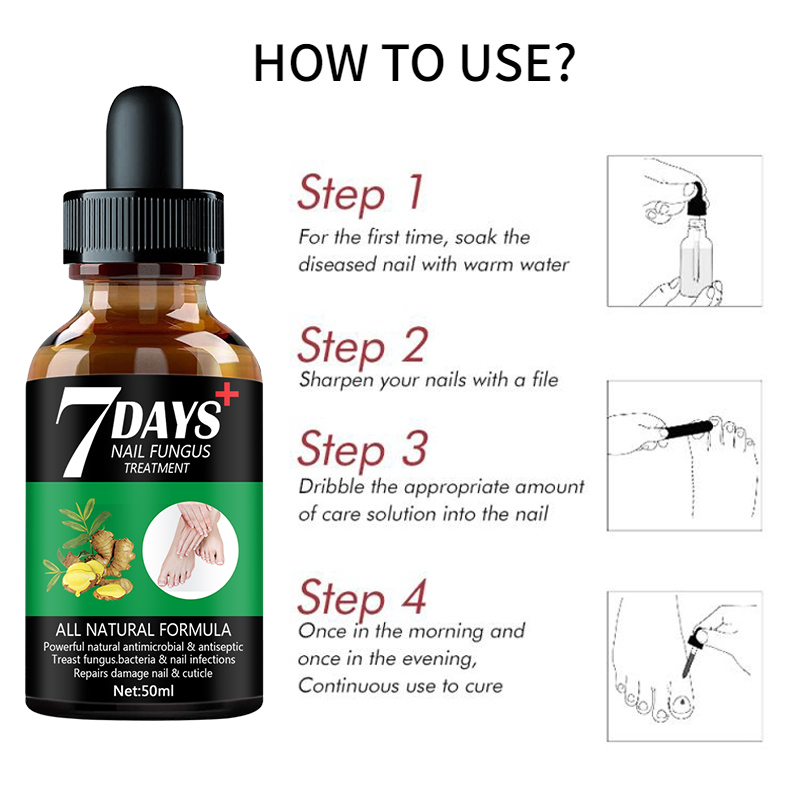 HOW TO USE?
Step 1
For the first time, soak the
diseased nail with warm water
Step 2
Sharpen your nails with a file
Step 3
Dribble the appropriate amount
of care solution into the nail
Step 4
Once in the morning and
once in the evening,
Continuous use to cure
7 DAYS+
NAIL FUNGUS
TREATMENT
ALL NATURAL FORMULA
Powerful natural antimicrobial & antiseptic
Treast fungus.bacteria & nail infections
Repairs damage nail & cuticle
Net:50ml